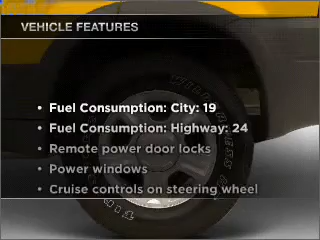 VEHICLE FEATURES
• Fuel Consumption: City: 19
• Fuel Consumption: Highway: 24
• Remote power door locks
• Power windows
• Cruise controls on steering wheel